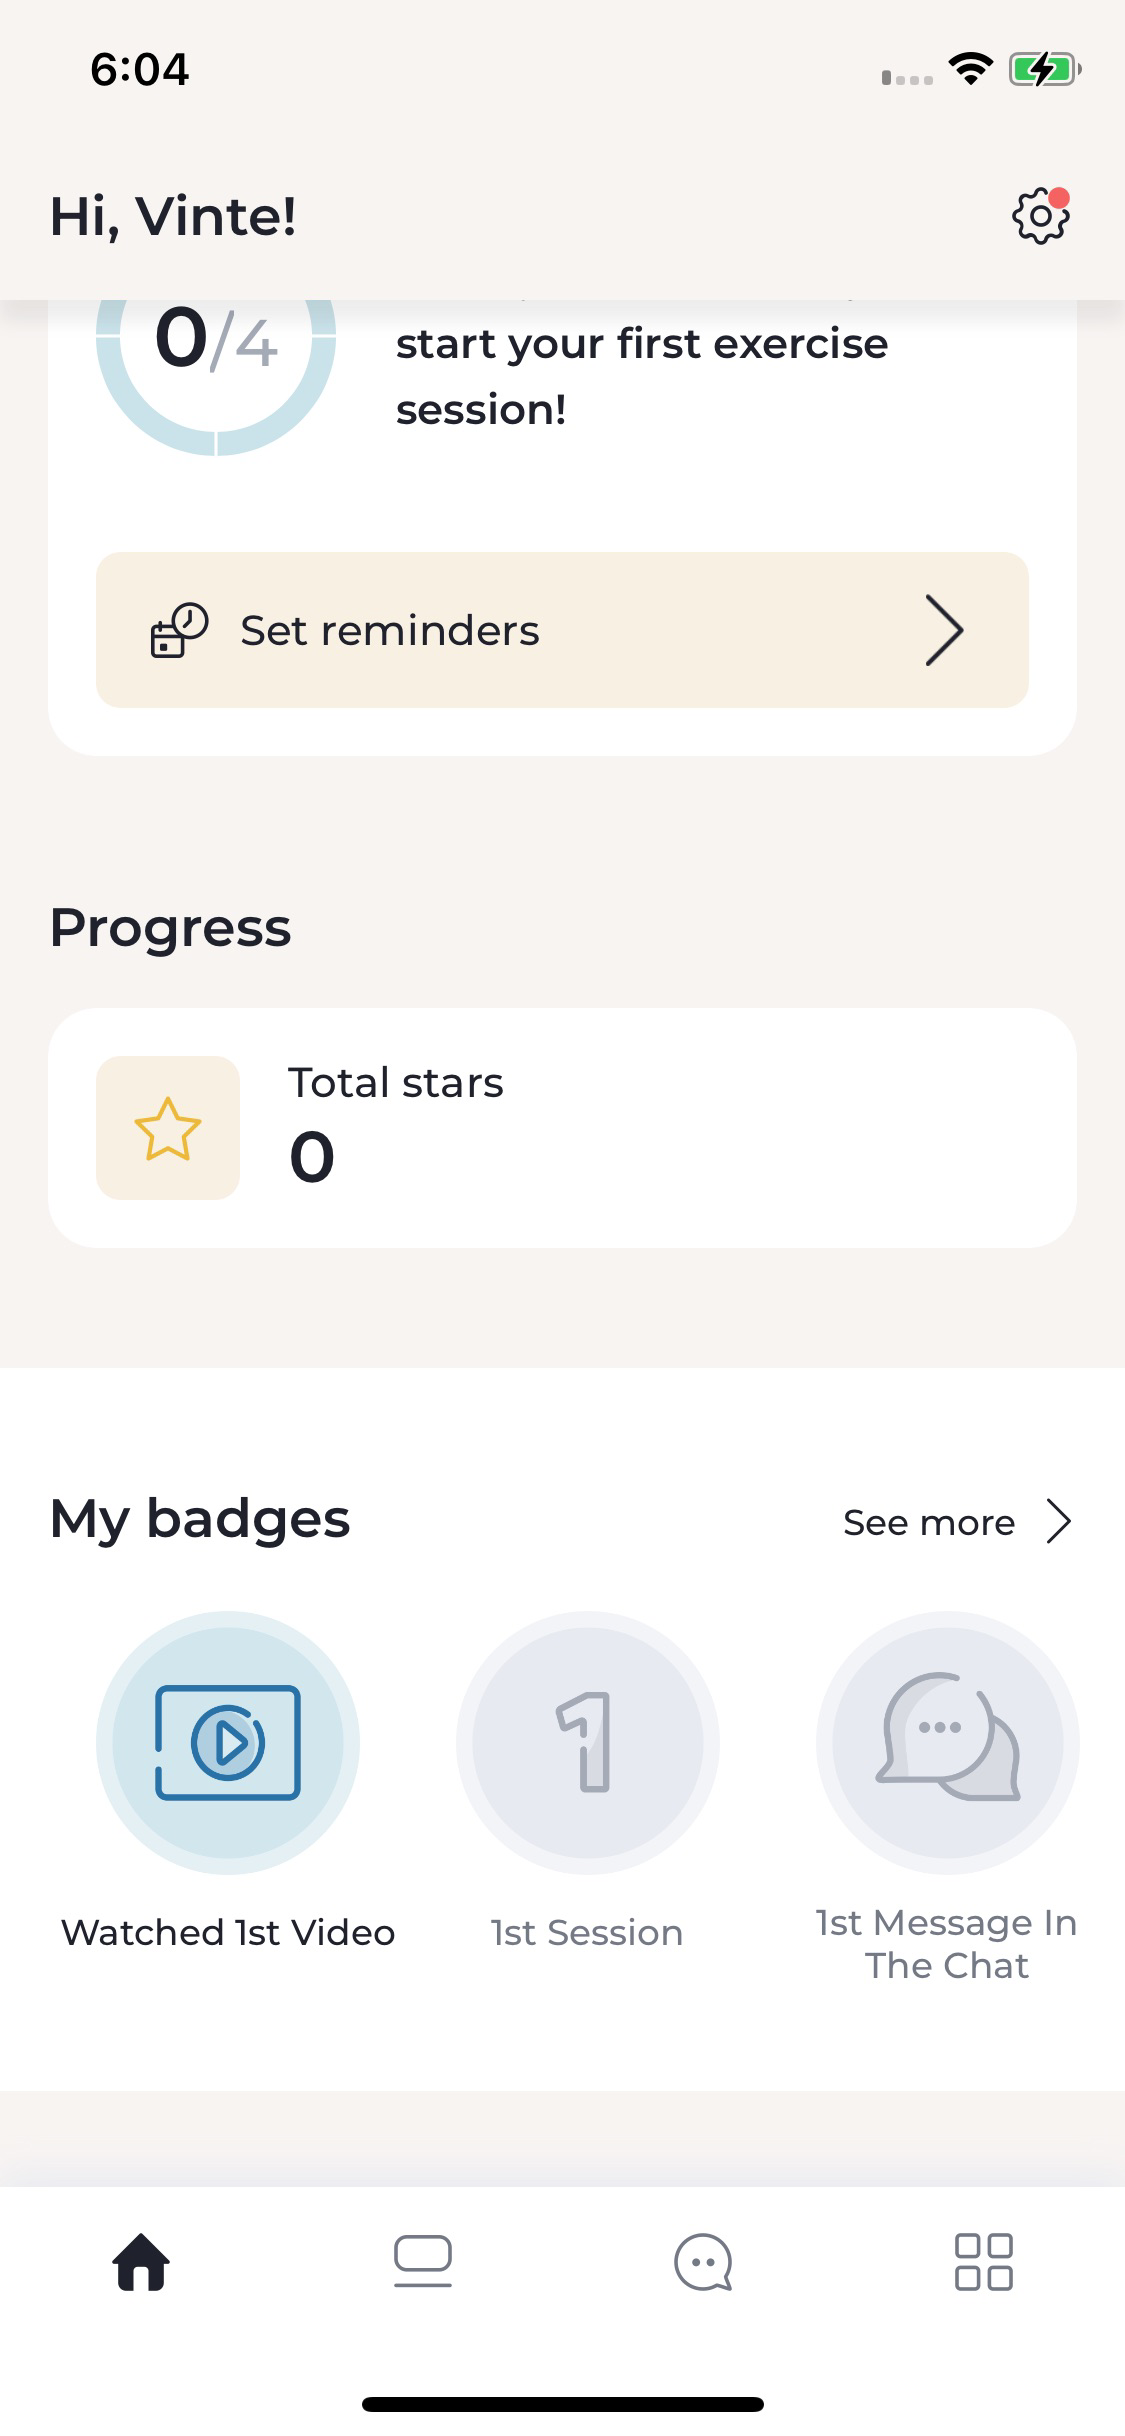 6:04
Hi, Vinte!
0/4
start your first exercise
session!
Set reminders
Progress
Total stars
0
My badges
See more
1
Watched 1st Video
1st Session
1st Message In
The Chat